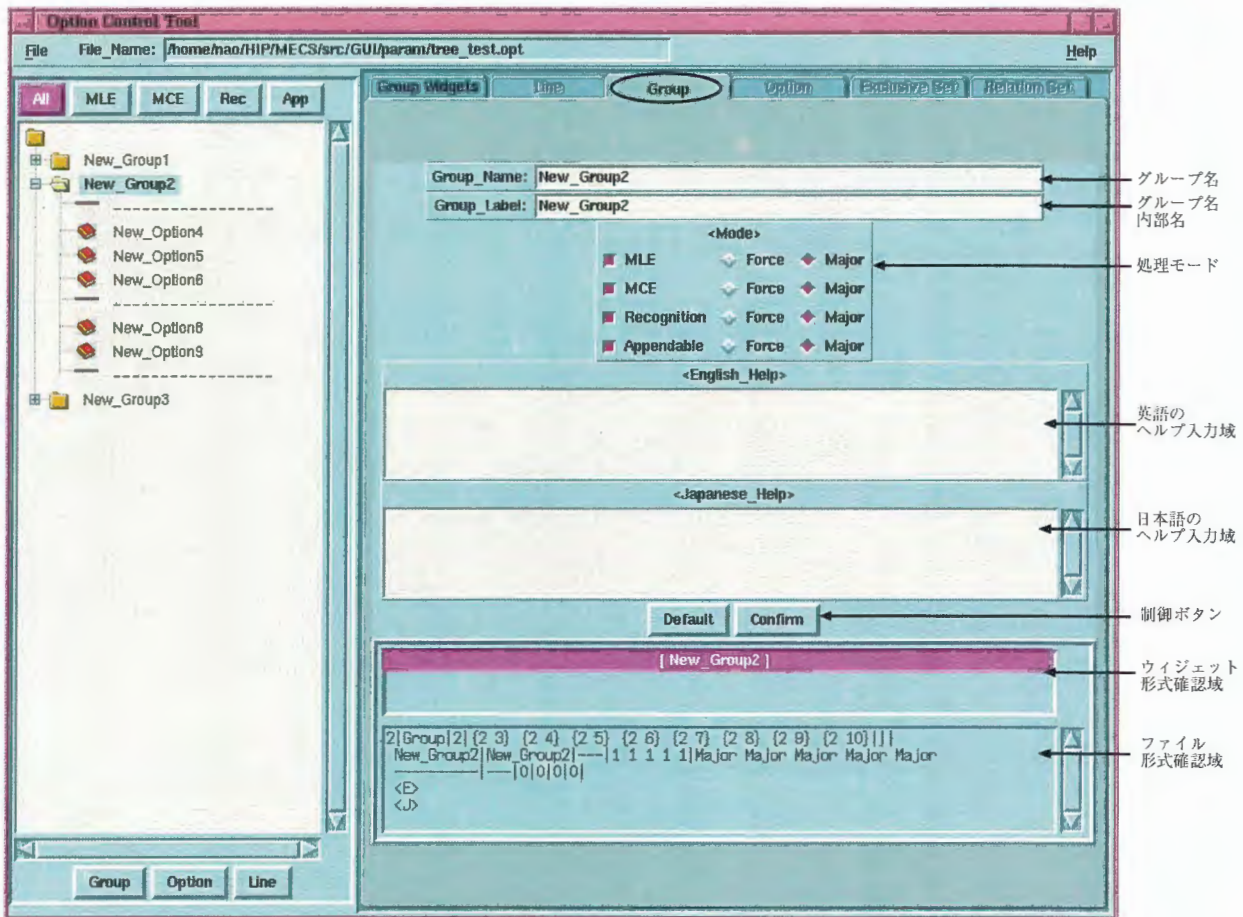 Option Control Tool
File File_Name: /home/nao/HIP/MECS/src/GUI/param/tree_test.opt Help
All MLE MCE Rec App
New_Group1
New_Group2
New_Option4
New_Option5
New_Option6
New_Option8
New_Option9
New_Group3
Group Option Line
Group Widgets Line Group Option Exclusive Set Relation Set
Group_Name: New_Group2
Group_Label: New_Group2
<Mode>
MLE Force Major
MCE Force Major
Recognition Force Major
Appendable Force Major
<English_Help>
<Japanese_Help>
Default Confirm
[ New_Group2 ]
2|Group|2| {2 3} {2 4} {2 5} {2 6} {2 7} {2 8} {2 9} {2 10}||||
New_Group2|New_Group2|---|1 1 1 1 1|Major Major Major Major Major
----------|---|0|0|0|0|
<E>
<J>
グループ名
グループ名
内部名
処理モード
英語の
ヘルプ入力域
日本語の
ヘルプ入力域
制御ボタン
ウィジェット
形式確認域
ファイル
形式確認域